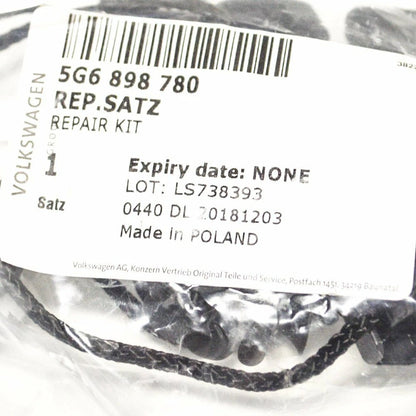 3823
5G6 898 780
REP.SATZ
REPAIR KIT
VOLKSWAGEN
1
Satz
Expiry date: NONE
LOT: LS738393
0440 DL 20181203
Made in POLAND
Volkswagen AG, Konzern Vertrieb Original Teile und Service, Postfach 1451, 34219 Baunatal